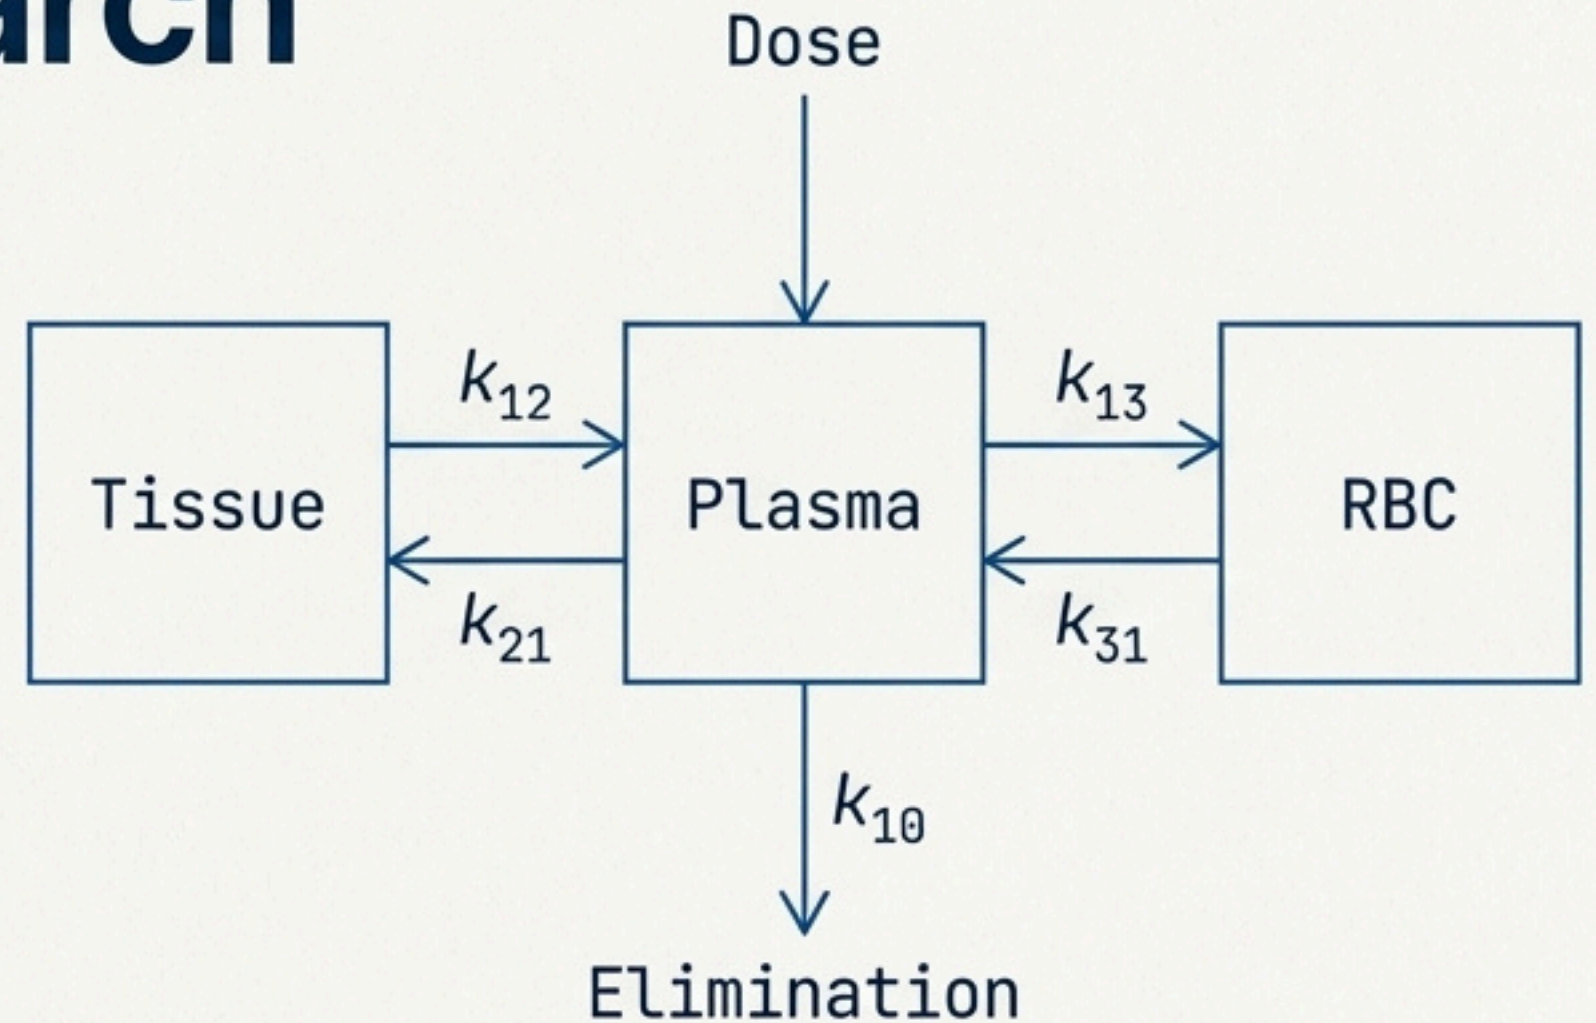 Dose
k₁₂
k₁₃
Tissue
Plasma
RBC
k₂₁
k₃₁
k₁₀
Elimination